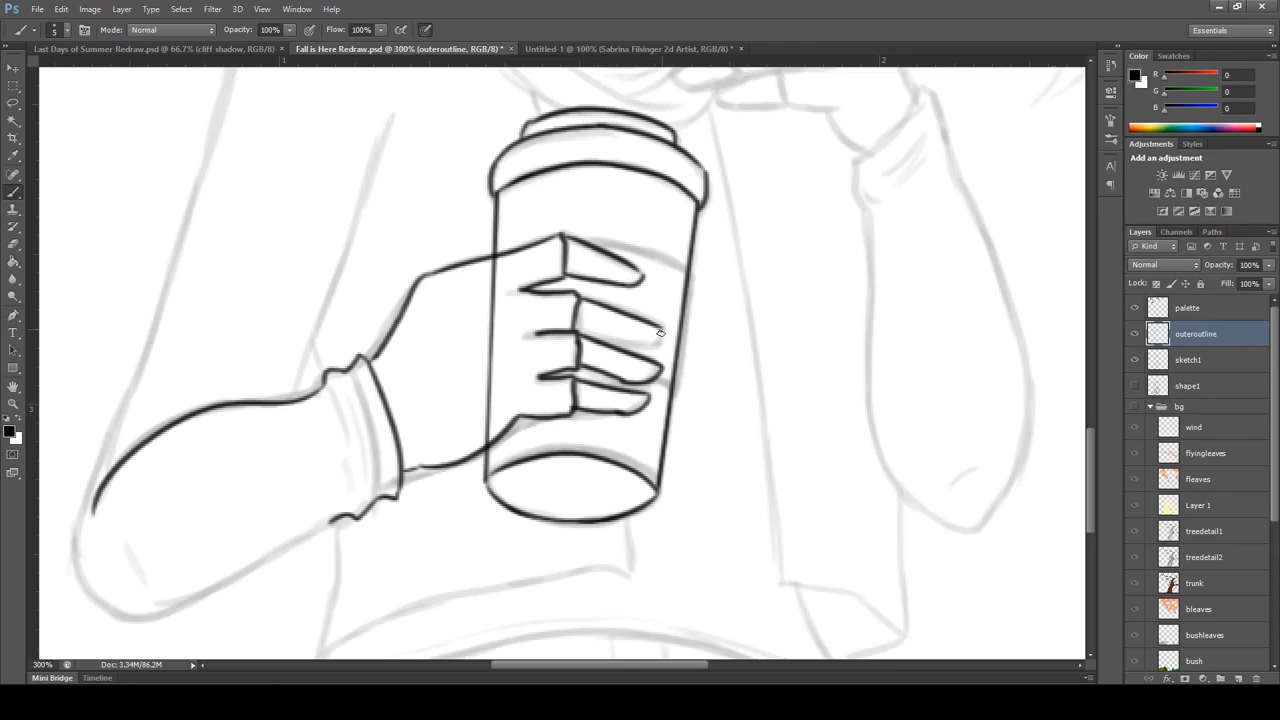 Ps File Edit Image Layer Type Select Filter 3D View Window Help
5 Mode: Normal Opacity: 100% Flow: 100% Essentials
Last Days of Summer Redraw.psd @ 66.7% (cliff shadow, RGB/8) × Fall is Here Redraw.psd @ 300% (outeroutline, RGB/8) * × Untitled-1 @ 100% (Sabrina Filsinger 2d Artist, RGB/8) * ×
1 2
3
Color Swatches
R 0
G 0
B 0
Adjustments Styles
Add an adjustment
Layers Channels Paths
Kind
Normal Opacity: 100%
Lock: Fill: 100%
palette
outeroutline
sketch1
shape1
bg
wind
flyingleaves
fleaves
Layer 1
treedetail1
treedetail2
trunk
bleaves
bushleaves
bush
300% Doc: 3.34M/86.2M
Mini Bridge Timeline